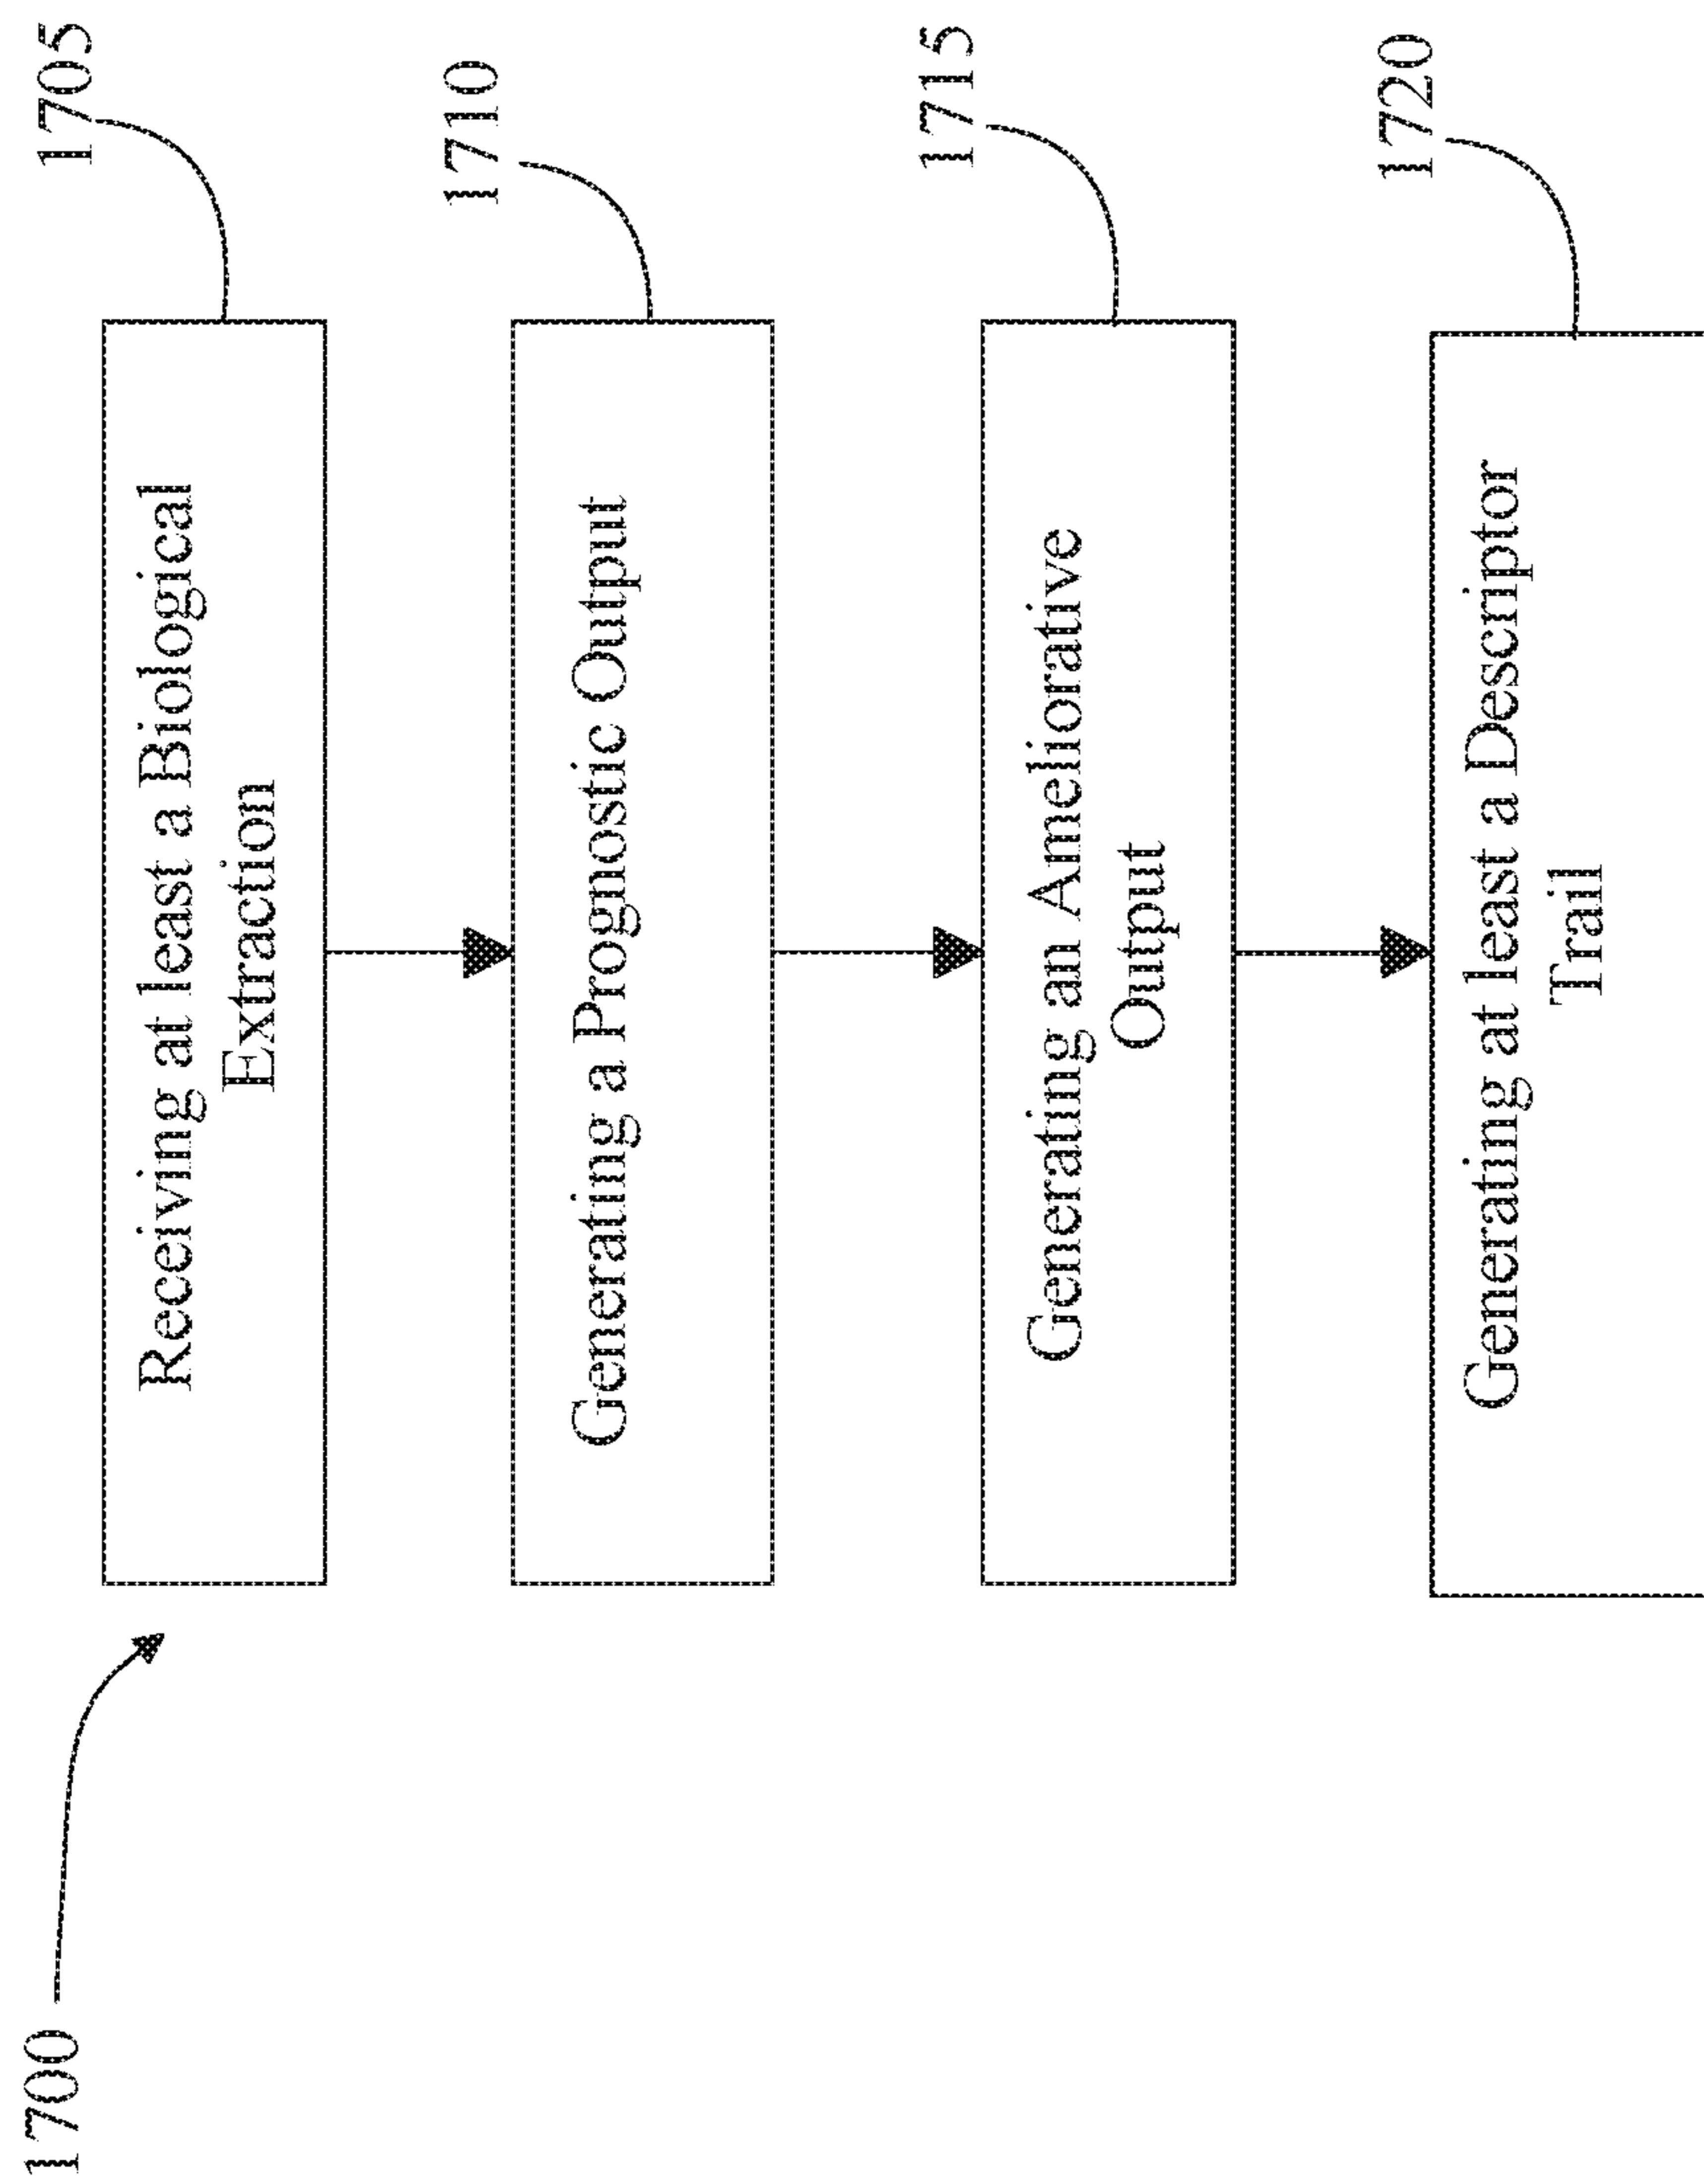 1700
1705
Receiving at least a Biological
Extraction
1710
Generating a Prognostic Output
1715
Generating an Ameliorative
Output
1720
Generating at least a Descriptor
Trail